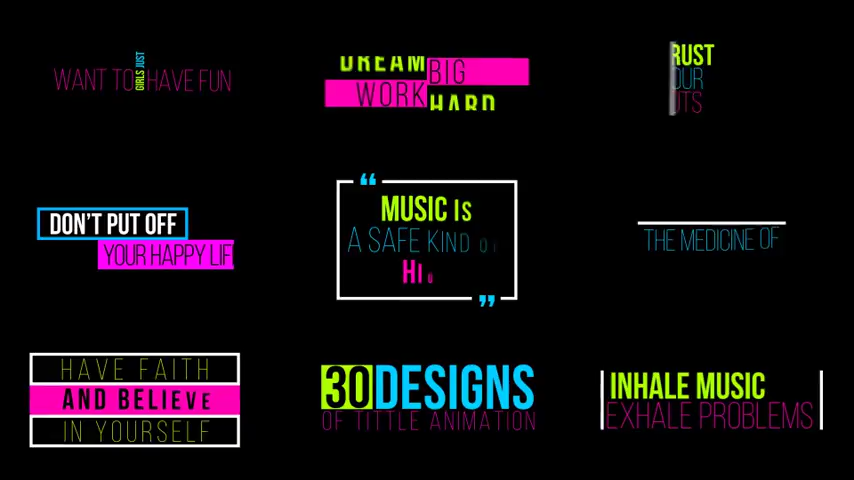 WANT TO GIRLS JUST HAVE FUN
DREAM BIG
WORK HARD
RUST
OUR
UTS
DON'T PUT OFF
YOUR HAPPY LIF
“
MUSIC IS
A SAFE KIND O
HI
”
THE MEDICINE OF
HAVE FAITH
AND BELIEVE
IN YOURSELF
30DESIGNS
OF TITTLE ANIMATION
INHALE MUSIC
EXHALE PROBLEMS